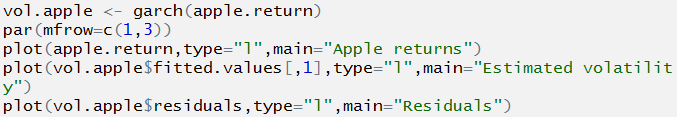 vol.apple <- garch(apple.return)
par(mfrow=c(1,3))
plot(apple.return,type="l",main="Apple returns")
plot(vol.apple$fitted.values[,1],type="l",main="Estimated volatilit
y")
plot(vol.apple$residuals,type="l",main="Residuals")